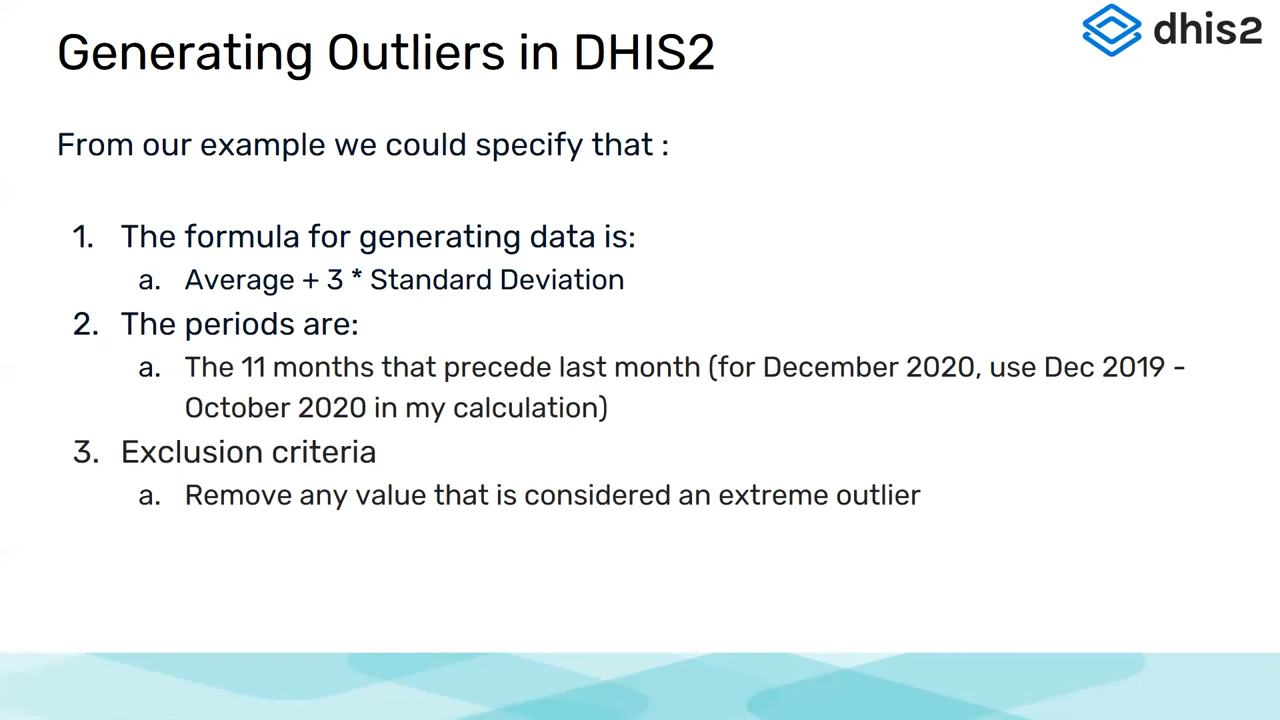 dhis2
Generating Outliers in DHIS2
From our example we could specify that :
1. The formula for generating data is:
a. Average + 3 * Standard Deviation
2. The periods are:
a. The 11 months that precede last month (for December 2020, use Dec 2019 -
October 2020 in my calculation)
3. Exclusion criteria
a. Remove any value that is considered an extreme outlier